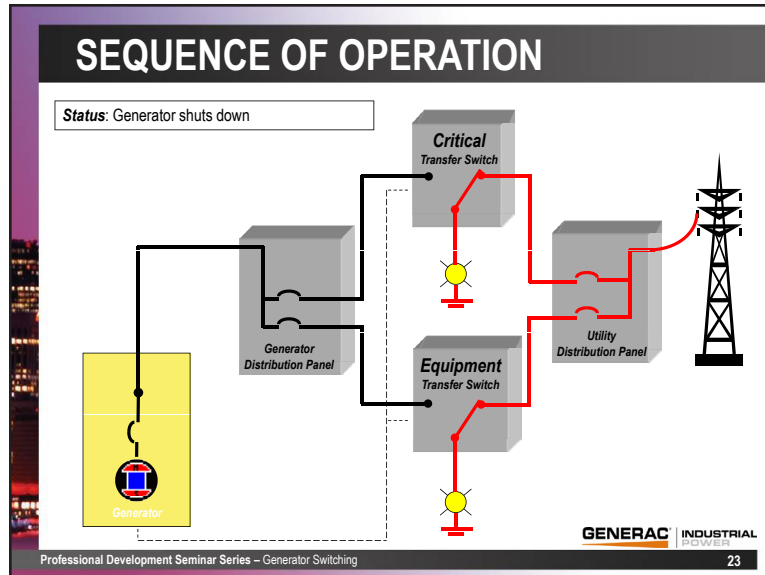 SEQUENCE OF OPERATION
Status: Generator shuts down
Critical
Transfer Switch
Generator
Distribution Panel
Utility
Distribution Panel
Equipment
Transfer Switch
Generator
GENERAC INDUSTRIAL
POWER
Professional Development Seminar Series – Generator Switching
23